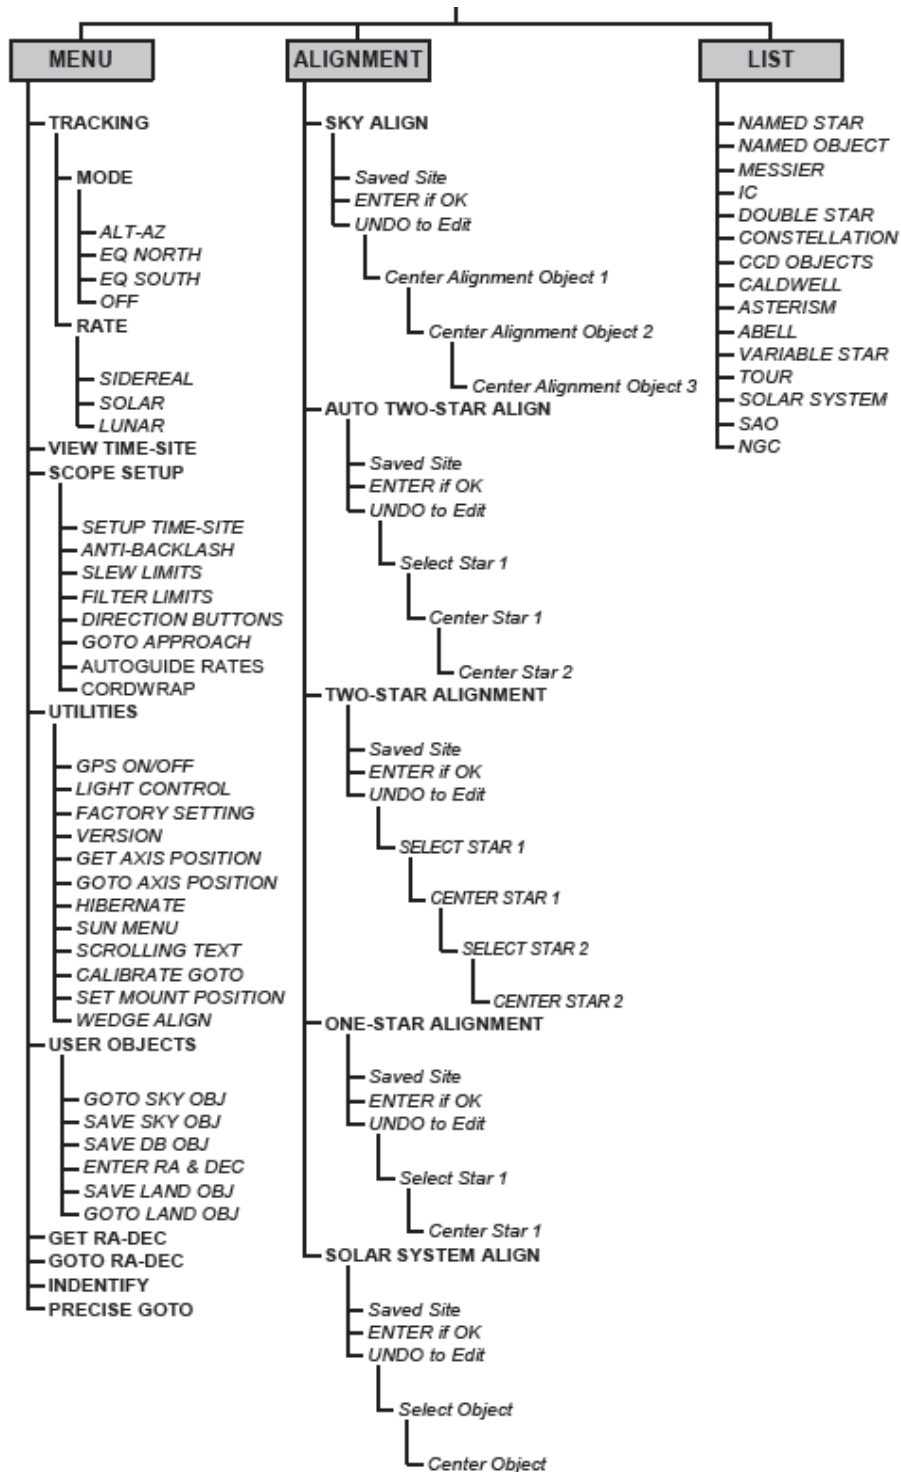 MENU
TRACKING
MODE
ALT-AZ
EQ NORTH
EQ SOUTH
OFF
RATE
SIDEREAL
SOLAR
LUNAR
VIEW TIME-SITE
SCOPE SETUP
SETUP TIME-SITE
ANTI-BACKLASH
SLEW LIMITS
FILTER LIMITS
DIRECTION BUTTONS
GOTO APPROACH
AUTOGUIDE RATES
CORDWRAP
UTILITIES
GPS ON/OFF
LIGHT CONTROL
FACTORY SETTING
VERSION
GET AXIS POSITION
GOTO AXIS POSITION
HIBERNATE
SUN MENU
SCROLLING TEXT
CALIBRATE GOTO
SET MOUNT POSITION
WEDGE ALIGN
USER OBJECTS
GOTO SKY OBJ
SAVE SKY OBJ
SAVE DB OBJ
ENTER RA & DEC
SAVE LAND OBJ
GOTO LAND OBJ
GET RA-DEC
GOTO RA-DEC
INDENTIFY
PRECISE GOTO
ALIGNMENT
SKY ALIGN
Saved Site
ENTER if OK
UNDO to Edit
Center Alignment Object 1
Center Alignment Object 2
Center Alignment Object 3
AUTO TWO-STAR ALIGN
Saved Site
ENTER if OK
UNDO to Edit
Select Star 1
Center Star 1
Center Star 2
TWO-STAR ALIGNMENT
Saved Site
ENTER if OK
UNDO to Edit
SELECT STAR 1
CENTER STAR 1
SELECT STAR 2
CENTER STAR 2
ONE-STAR ALIGNMENT
Saved Site
ENTER if OK
UNDO to Edit
Select Star 1
Center Star 1
SOLAR SYSTEM ALIGN
Saved Site
ENTER if OK
UNDO to Edit
Select Object
Center Object
LIST
NAMED STAR
NAMED OBJECT
MESSIER
IC
DOUBLE STAR
CONSTELLATION
CCD OBJECTS
CALDWELL
ASTERISM
ABELL
VARIABLE STAR
TOUR
SOLAR SYSTEM
SAO
NGC